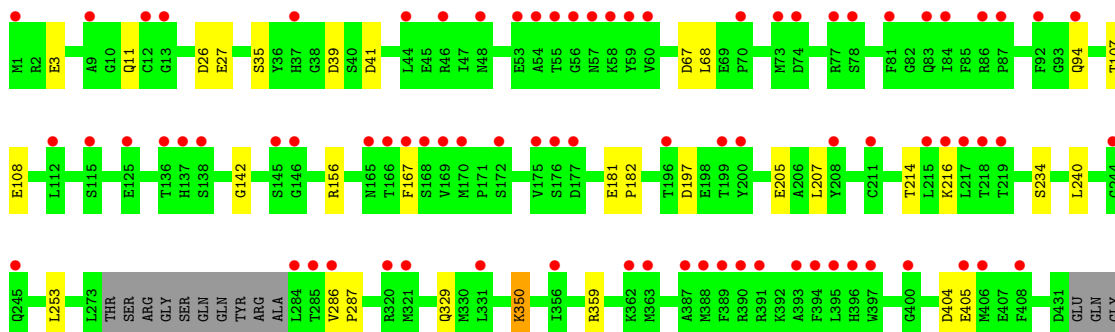 M1 R2 E3 A9 G10 Q11 C12 G13 D26 E27 S35 Y36 H37 G38 D39 S40 D41 L44 E45 R46 I47 N48 E53 A54 T55 G56 N57 K58 Y59 V60 D67 L68 E69 P70 M73 D74 R77 S78 F81 G82 Q83 I84 F85 R86 P87 F92 G93 Q94 T107
E108 L112 S115 E125 T136 H137 S138 G142 S145 G146 R156 N165 T166 F167 S168 V169 M170 P171 S172 V175 S176 D177 E181 P182 T196 D197 E198 T199 Y200 E205 A206 L207 Y208 C211 T214 L215 K216 L217 T218 T219 S234 L240
Q245 L253 L273 THR SER ARG GLY SER GLN GLN TYR ARG ALA L284 T285 V286 P287 R320 M321 Q329 M330 L331 K350 I356 R359 K362 M363 A387 M388 F389 R390 R391 K392 A393 F394 L395 H396 W397 G400 D404 E405 M406 E407 F408 D431 GLU GLN